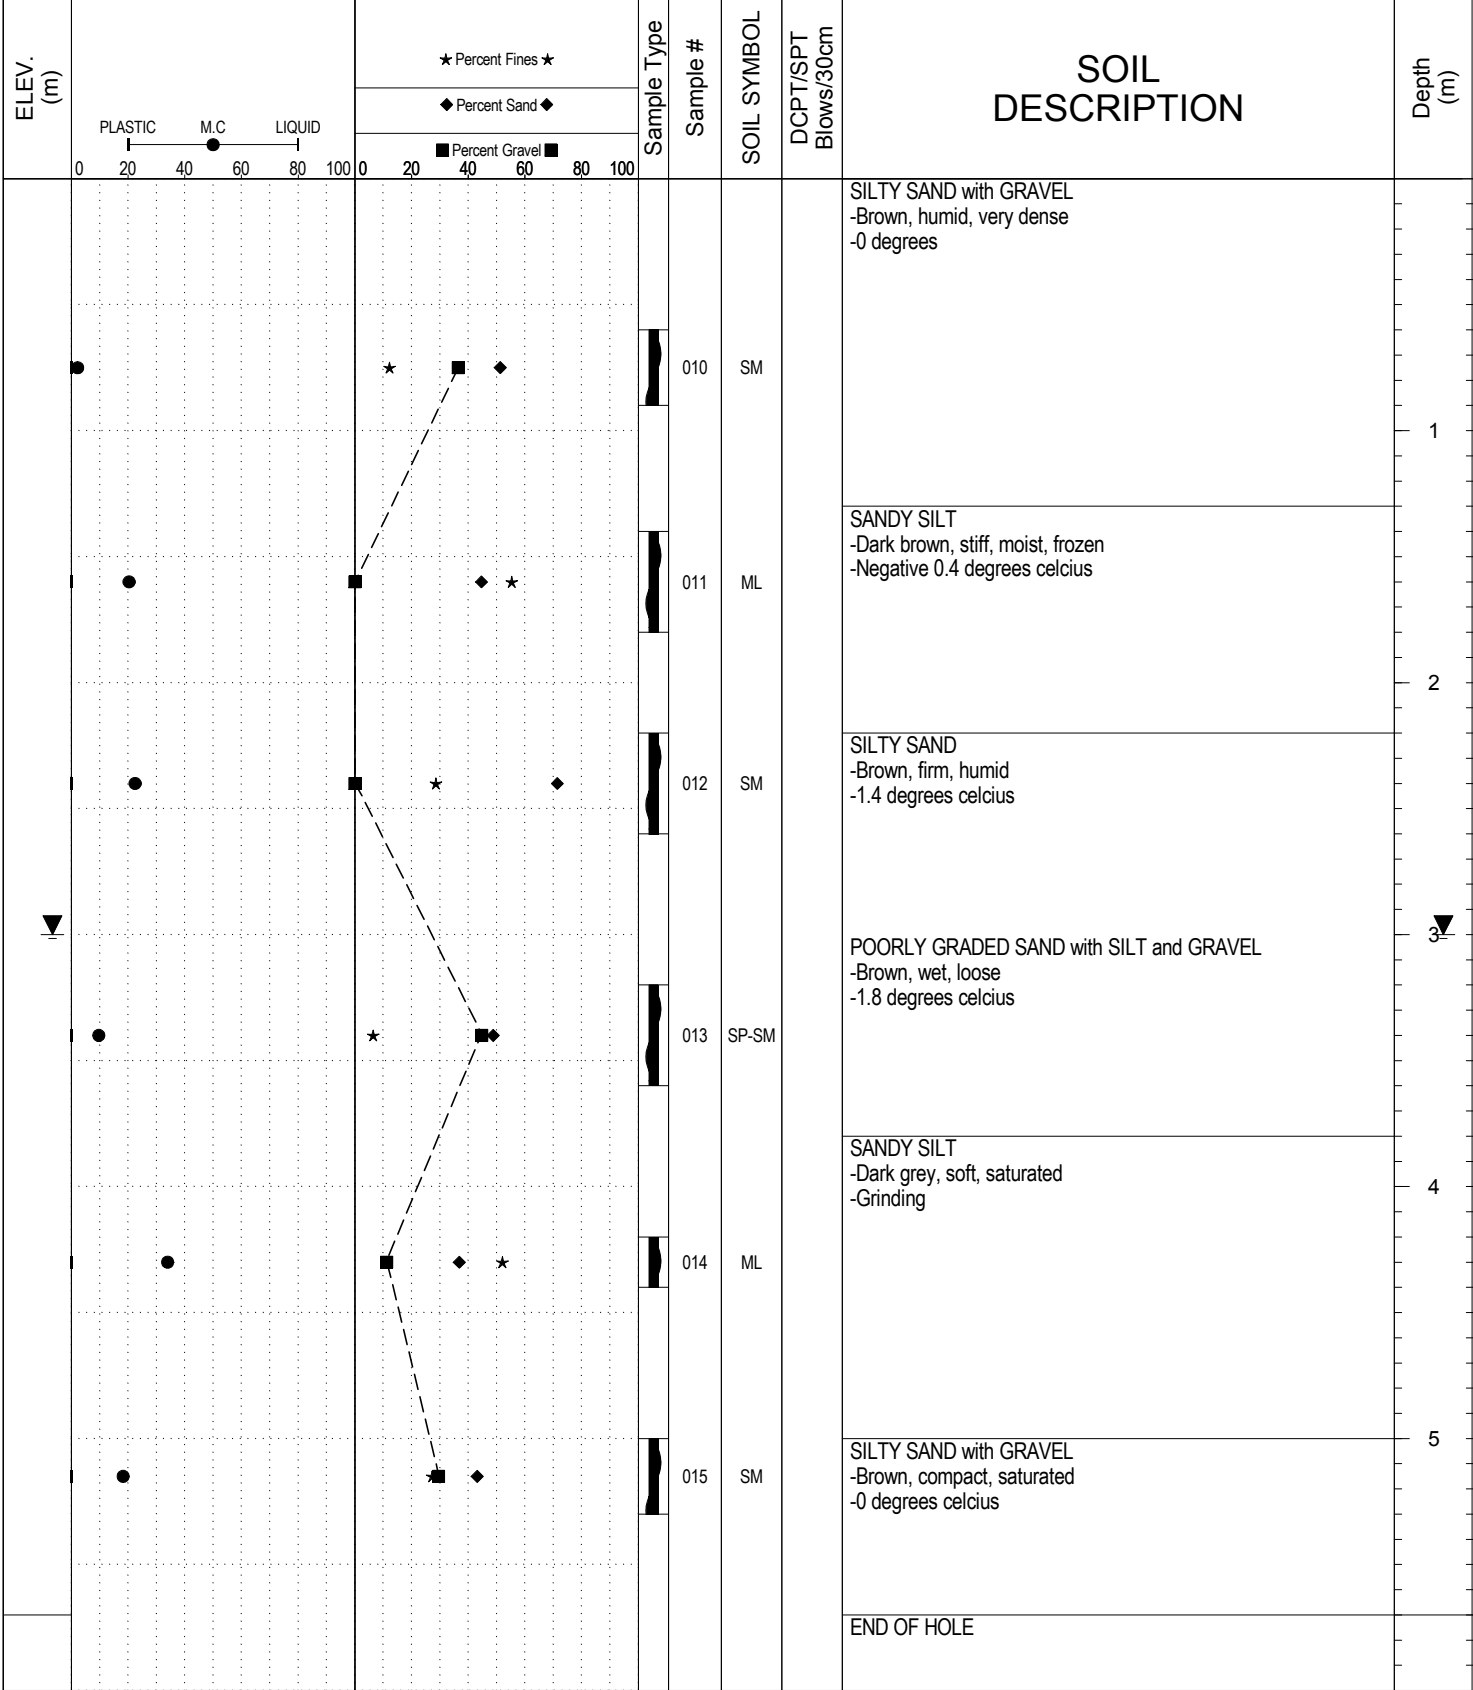 ELEV.
(m)
PLASTIC M.C LIQUID
0 20 40 60 80 100
★ Percent Fines ★
◆ Percent Sand ◆
■ Percent Gravel ■
0 20 40 60 80 100
Sample Type
Sample #
SOIL SYMBOL
DCPT/SPT
Blows/30cm
SOIL
DESCRIPTION
Depth
(m)
SILTY SAND with GRAVEL
-Brown, humid, very dense
-0 degrees
010 SM
1
SANDY SILT
-Dark brown, stiff, moist, frozen
-Negative 0.4 degrees celcius
011 ML
2
SILTY SAND
-Brown, firm, humid
-1.4 degrees celcius
012 SM
3
POORLY GRADED SAND with SILT and GRAVEL
-Brown, wet, loose
-1.8 degrees celcius
013 SP-SM
SANDY SILT
-Dark grey, soft, saturated
-Grinding
4
014 ML
5
SILTY SAND with GRAVEL
-Brown, compact, saturated
-0 degrees celcius
015 SM
END OF HOLE